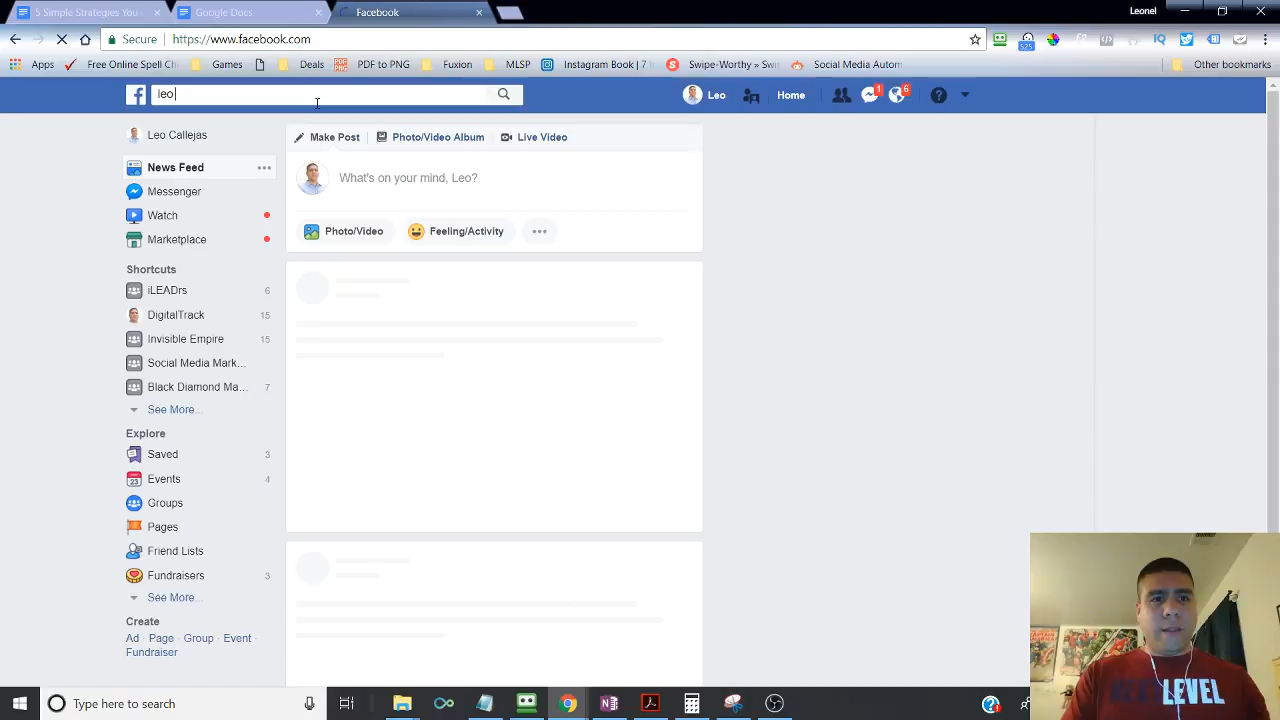 5 Simple Strategies You
Google Docs
Facebook
Leonel
Secure
https://www.facebook.com
525
Apps
Free Online Spell Ch
Games
Deals
PDF to PNG
Fuxion
MLSP
Instagram Book | 7 h
Swipe-Worthy » Swi
Social Media Autom
Other bookmarks
leo
Leo
Home
1
6
Leo Callejas
News Feed
Messenger
Watch
Marketplace
Shortcuts
iLEADrs 6
DigitalTrack 15
Invisible Empire 15
Social Media Mark...
Black Diamond Ma... 7
See More...
Explore
Saved 3
Events 4
Groups
Pages
Friend Lists
Fundraisers 3
See More...
Create
Ad · Page · Group · Event ·
Fundraiser
Make Post
Photo/Video Album
Live Video
What's on your mind, Leo?
Photo/Video
Feeling/Activity
LEVEL
Type here to search